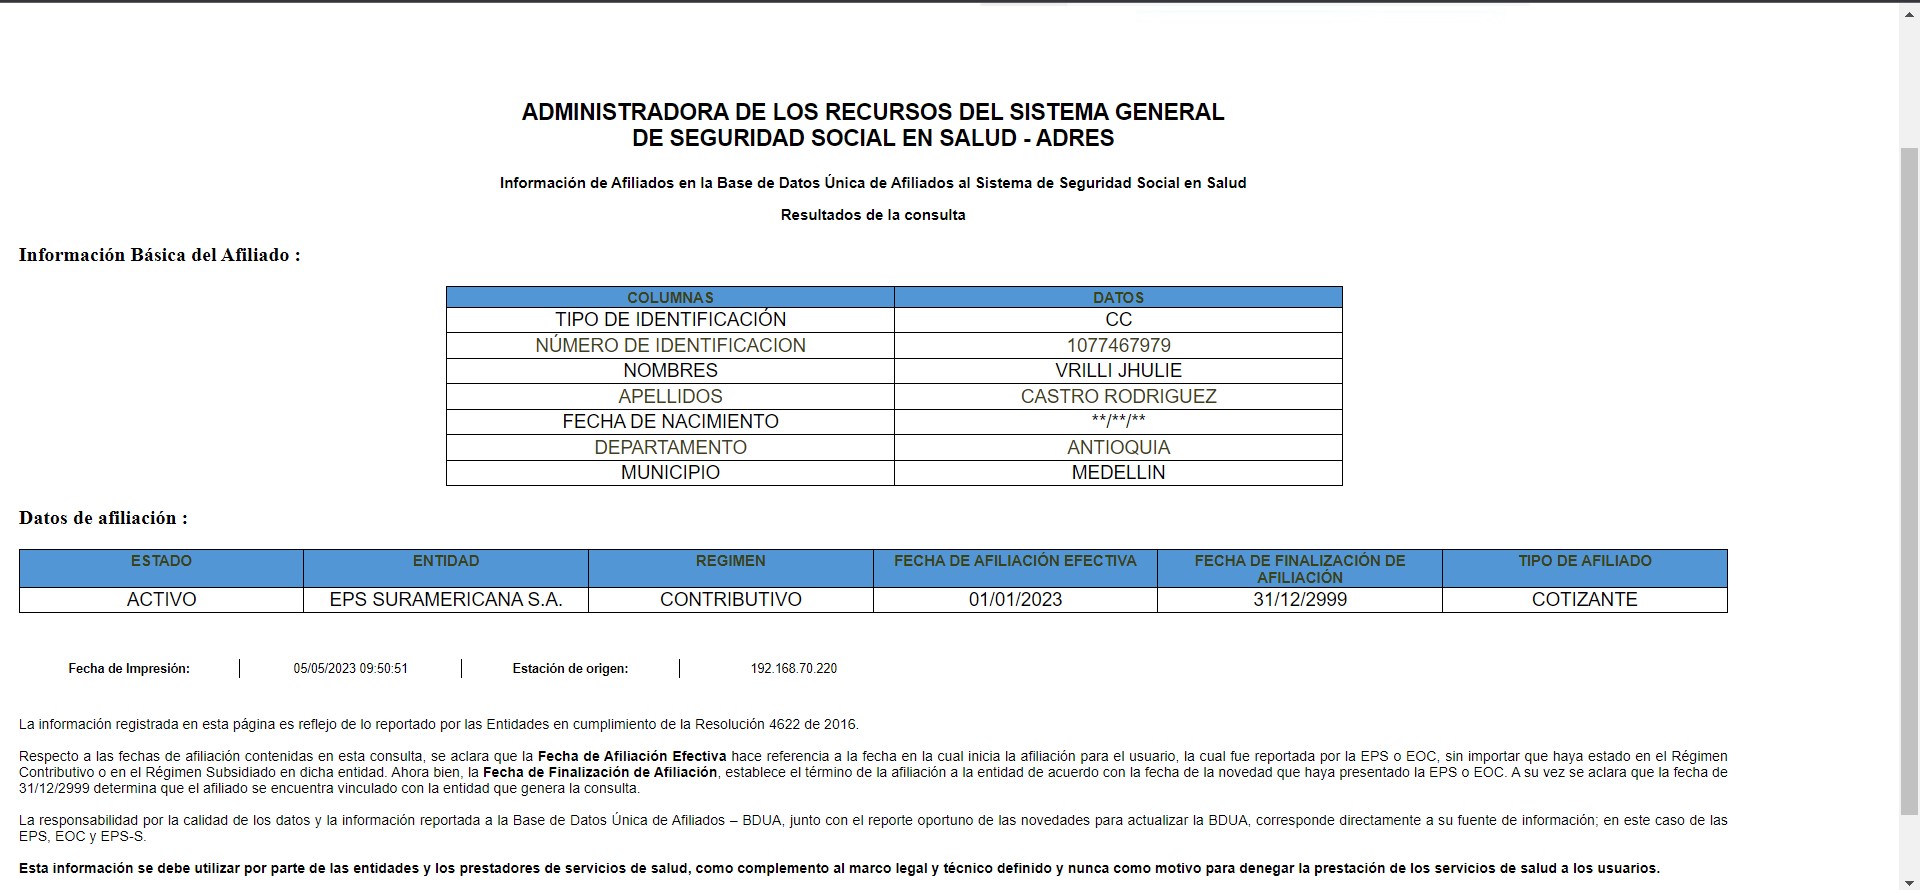 ADMINISTRADORA DE LOS RECURSOS DEL SISTEMA GENERAL
DE SEGURIDAD SOCIAL EN SALUD - ADRES
Información de Afiliados en la Base de Datos Única de Afiliados al Sistema de Seguridad Social en Salud
Resultados de la consulta
Información Básica del Afiliado :
COLUMNAS DATOS
TIPO DE IDENTIFICACIÓN CC
NÚMERO DE IDENTIFICACION 1077467979
NOMBRES VRILLI JHULIE
APELLIDOS CASTRO RODRIGUEZ
FECHA DE NACIMIENTO **/**/**
DEPARTAMENTO ANTIOQUIA
MUNICIPIO MEDELLIN
Datos de afiliación :
ESTADO ENTIDAD REGIMEN FECHA DE AFILIACIÓN EFECTIVA FECHA DE FINALIZACIÓN DE AFILIACIÓN TIPO DE AFILIADO
ACTIVO EPS SURAMERICANA S.A. CONTRIBUTIVO 01/01/2023 31/12/2999 COTIZANTE
Fecha de Impresión: 05/05/2023 09:50:51 Estación de origen: 192.168.70.220
La información registrada en esta página es reflejo de lo reportado por las Entidades en cumplimiento de la Resolución 4622 de 2016.
Respecto a las fechas de afiliación contenidas en esta consulta, se aclara que la Fecha de Afiliación Efectiva hace referencia a la fecha en la cual inicia la afiliación para el usuario, la cual fue reportada por la EPS o EOC, sin importar que haya estado en el Régimen
Contributivo o en el Régimen Subsidiado en dicha entidad. Ahora bien, la Fecha de Finalización de Afiliación, establece el término de la afiliación a la entidad de acuerdo con la fecha de la novedad que haya presentado la EPS o EOC. A su vez se aclara que la fecha de
31/12/2999 determina que el afiliado se encuentra vinculado con la entidad que genera la consulta.
La responsabilidad por la calidad de los datos y la información reportada a la Base de Datos Única de Afiliados – BDUA, junto con el reporte oportuno de las novedades para actualizar la BDUA, corresponde directamente a su fuente de información; en este caso de las
EPS, EOC y EPS-S.
Esta información se debe utilizar por parte de las entidades y los prestadores de servicios de salud, como complemento al marco legal y técnico definido y nunca como motivo para denegar la prestación de los servicios de salud a los usuarios.